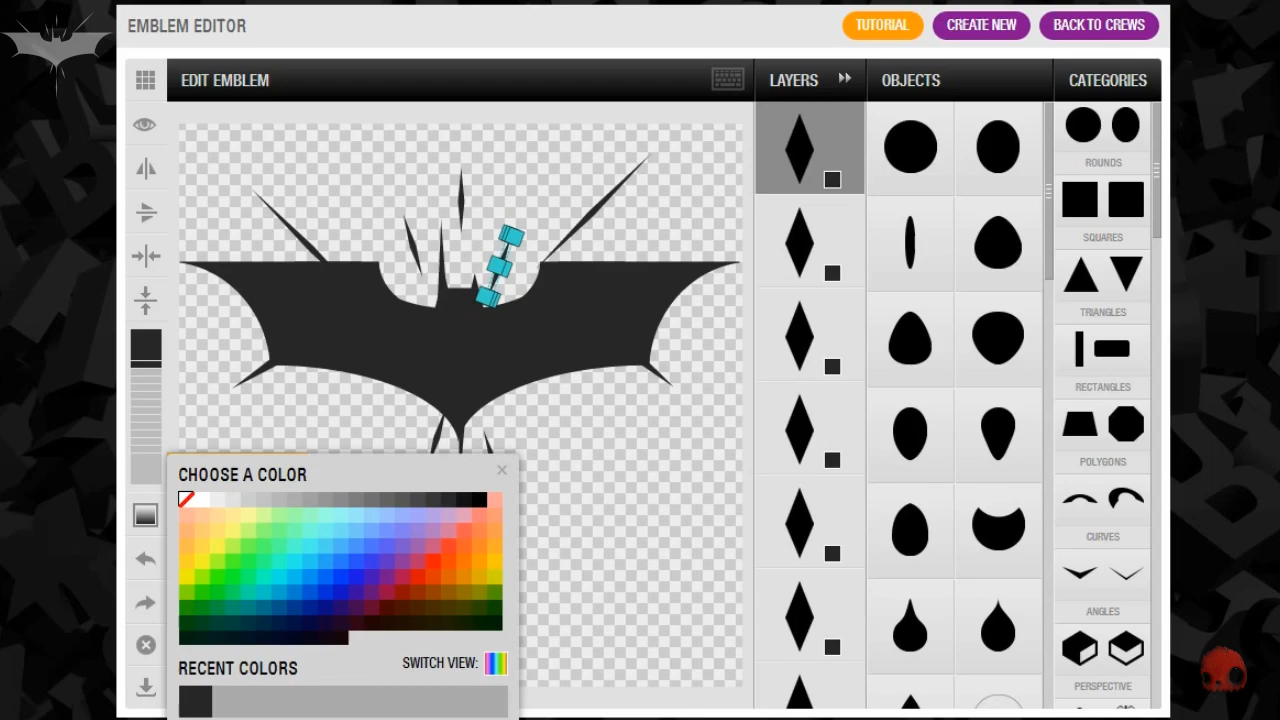 EMBLEM EDITOR
TUTORIAL
CREATE NEW
BACK TO CREWS
EDIT EMBLEM
LAYERS
OBJECTS
CATEGORIES
ROUNDS
SQUARES
TRIANGLES
RECTANGLES
POLYGONS
CURVES
ANGLES
PERSPECTIVE
CHOOSE A COLOR
RECENT COLORS
SWITCH VIEW: